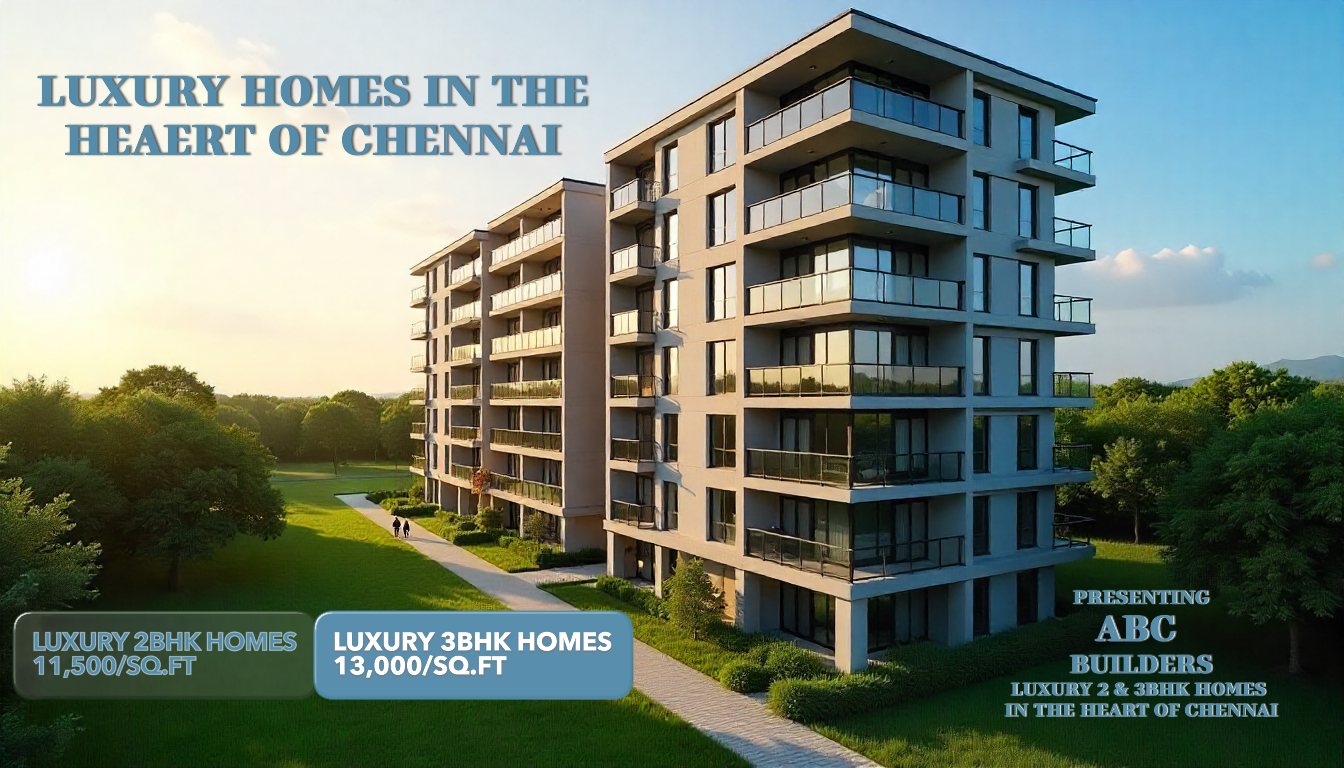 LUXURY HOMES IN THE
HEAERT OF CHENNAI
LUXURY 2BHK HOMES
11,500/SQ.FT
LUXURY 3BHK HOMES
13,000/SQ.FT
PRESENTING
ABC
BUILDERS
LUXURY 2 & 3BHK HOMES
IN THE HEART OF CHENNAI